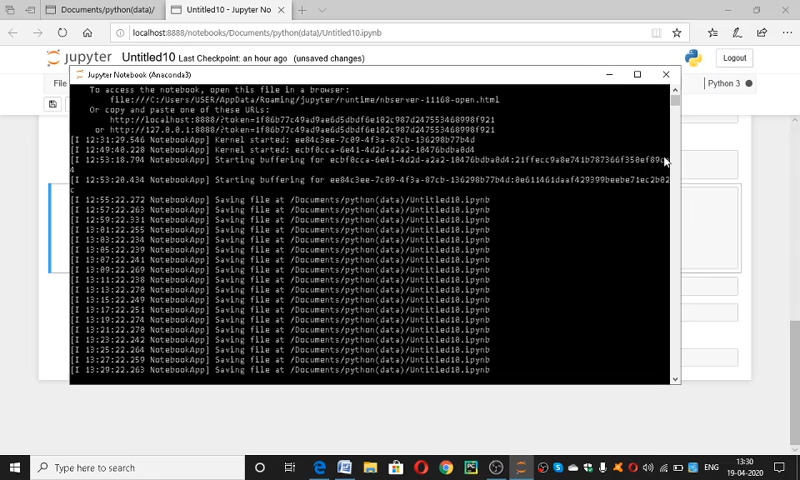 Documents/python(data)/
Untitled10 - Jupyter No
localhost:8888/notebooks/Documents/python(data)/Untitled10.ipynb
jupyter Untitled10 Last Checkpoint: an hour ago (unsaved changes)
Logout
Jupyter Notebook (Anaconda3)
File
Python 3
To access the notebook, open this file in a browser:
file:///C:/Users/USER/AppData/Roaming/jupyter/runtime/nbserver-11168-open.html
Or copy and paste one of these URLs:
http://localhost:8888/?token=1f86b77c49ad9ae6d5dbdf6e102c987d247553468998f921
or http://127.0.0.1:8888/?token=1f86b77c49ad9ae6d5dbdf6e102c987d247553468998f921
[I 12:31:29.546 NotebookApp] Kernel started: ee84c3ee-7c09-4f3a-87cb-136298b77b4d
[I 12:49:40.228 NotebookApp] Kernel started: ecbf0cca-6e41-4d2d-a2a2-10476bdba0d4
[I 12:53:18.794 NotebookApp] Starting buffering for ecbf0cca-6e41-4d2d-a2a2-10476bdba0d4:21ffecc9a8e741b787366f350ef89c
4
[I 12:53:20.434 NotebookApp] Starting buffering for ee84c3ee-7c09-4f3a-87cb-136298b77b4d:0e611461daaf429399beebe71ec2b02
c
[I 12:55:22.272 NotebookApp] Saving file at /Documents/python(data)/Untitled10.ipynb
[I 12:57:22.263 NotebookApp] Saving file at /Documents/python(data)/Untitled10.ipynb
[I 12:59:22.331 NotebookApp] Saving file at /Documents/python(data)/Untitled10.ipynb
[I 13:01:22.255 NotebookApp] Saving file at /Documents/python(data)/Untitled10.ipynb
[I 13:03:22.234 NotebookApp] Saving file at /Documents/python(data)/Untitled10.ipynb
[I 13:05:22.239 NotebookApp] Saving file at /Documents/python(data)/Untitled10.ipynb
[I 13:07:22.241 NotebookApp] Saving file at /Documents/python(data)/Untitled10.ipynb
[I 13:09:22.269 NotebookApp] Saving file at /Documents/python(data)/Untitled10.ipynb
[I 13:11:22.238 NotebookApp] Saving file at /Documents/python(data)/Untitled10.ipynb
[I 13:13:22.270 NotebookApp] Saving file at /Documents/python(data)/Untitled10.ipynb
[I 13:15:22.249 NotebookApp] Saving file at /Documents/python(data)/Untitled10.ipynb
[I 13:17:22.251 NotebookApp] Saving file at /Documents/python(data)/Untitled10.ipynb
[I 13:19:22.274 NotebookApp] Saving file at /Documents/python(data)/Untitled10.ipynb
[I 13:21:22.270 NotebookApp] Saving file at /Documents/python(data)/Untitled10.ipynb
[I 13:23:22.242 NotebookApp] Saving file at /Documents/python(data)/Untitled10.ipynb
[I 13:25:22.264 NotebookApp] Saving file at /Documents/python(data)/Untitled10.ipynb
[I 13:27:22.259 NotebookApp] Saving file at /Documents/python(data)/Untitled10.ipynb
[I 13:29:22.263 NotebookApp] Saving file at /Documents/python(data)/Untitled10.ipynb
Type here to search
ENG
13:30
19-04-2020